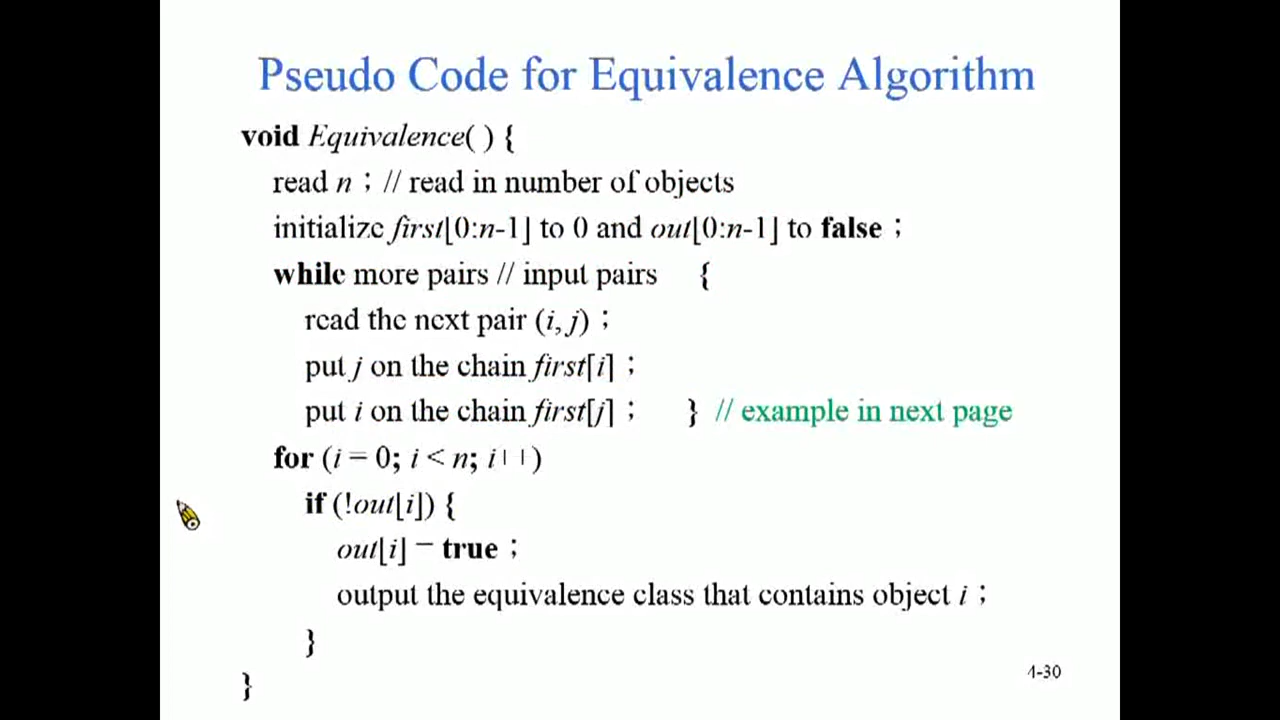 Pseudo Code for Equivalence Algorithm
void Equivalence( ) {
read n ; // read in number of objects
initialize first[0:n-1] to 0 and out[0:n-1] to false ;
while more pairs // input pairs {
read the next pair (i, j) ;
put j on the chain first[i] ;
put i on the chain first[j] ; } // example in next page
for (i = 0; i < n; i++)
if (!out[i]) {
out[i] = true ;
output the equivalence class that contains object i ;
}
}
4-30